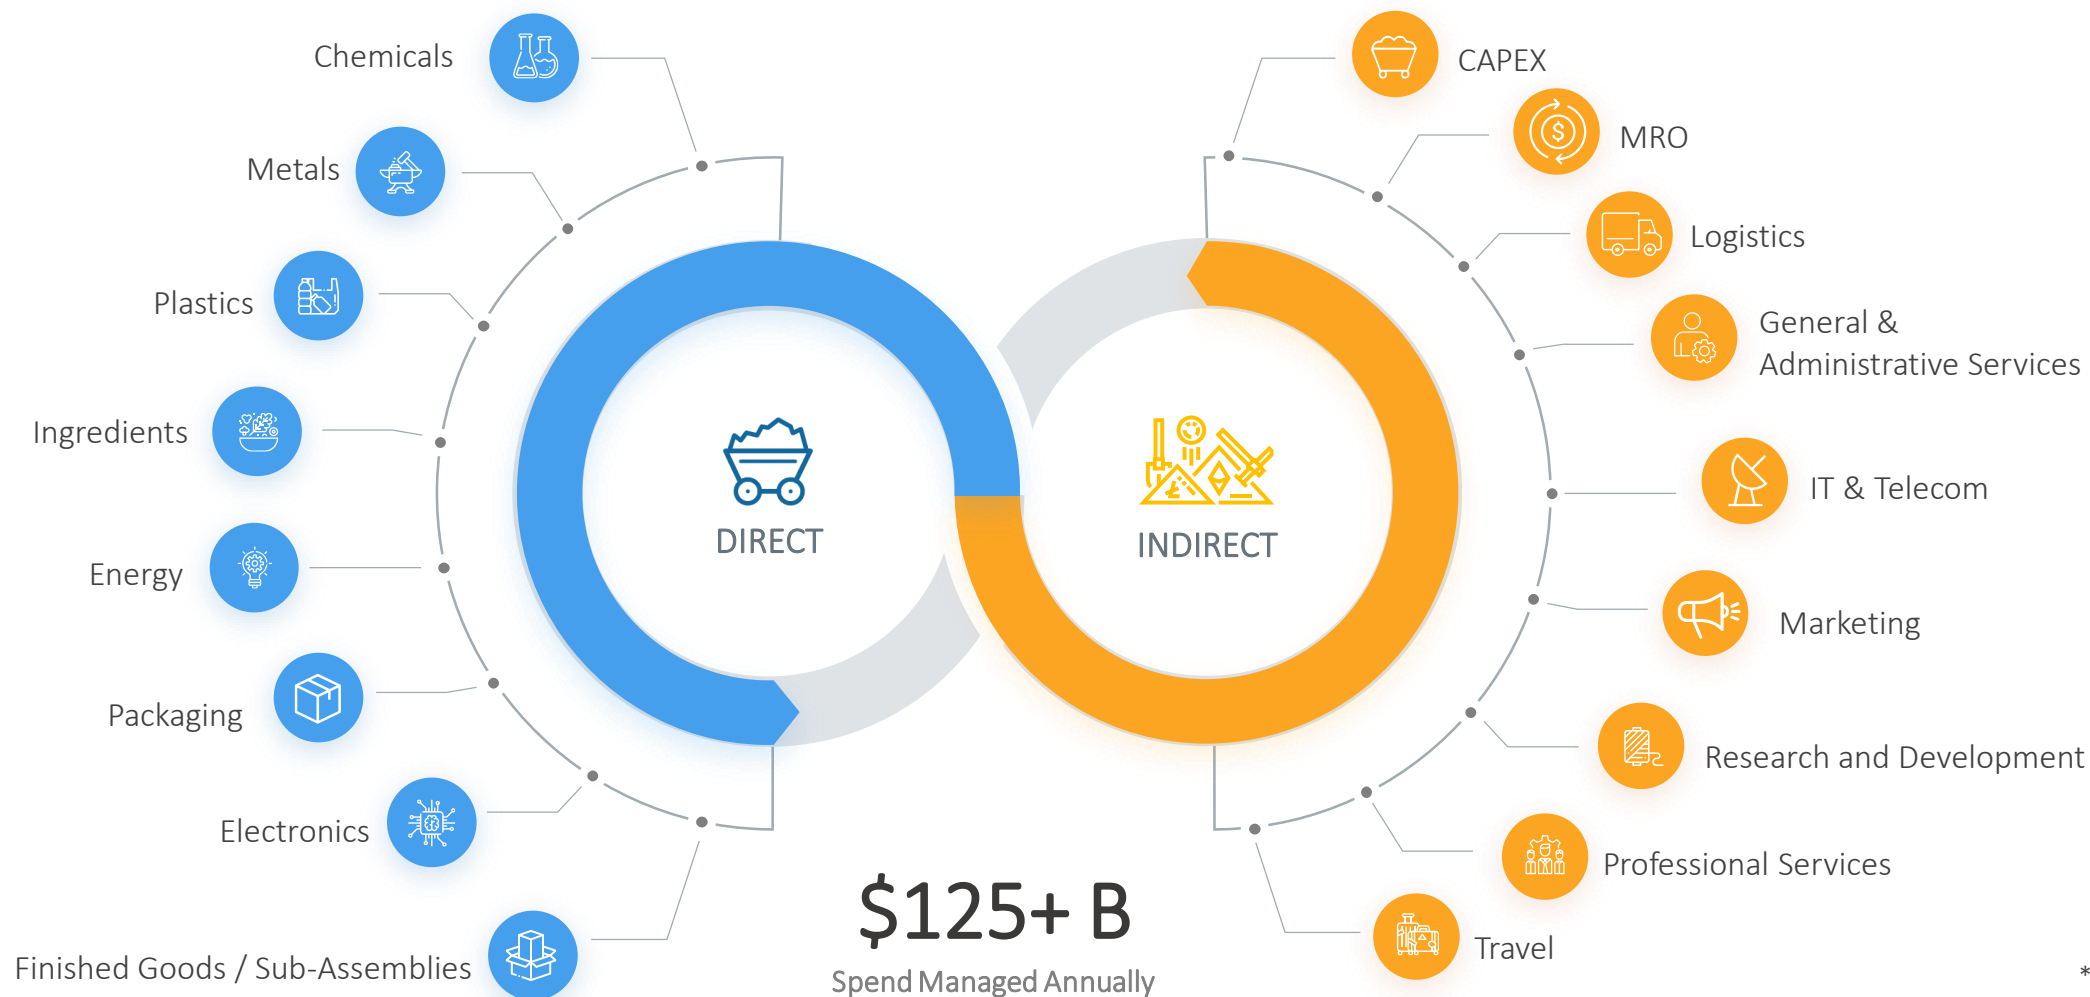 Chemicals
Metals
Plastics
Ingredients
Energy
Packaging
Electronics
Finished Goods / Sub-Assemblies
DIRECT
INDIRECT
$125+ B
Spend Managed Annually
CAPEX
$
MRO
Logistics
General &
Administrative Services
IT & Telecom
Marketing
Research and Development
Professional Services
Travel
*